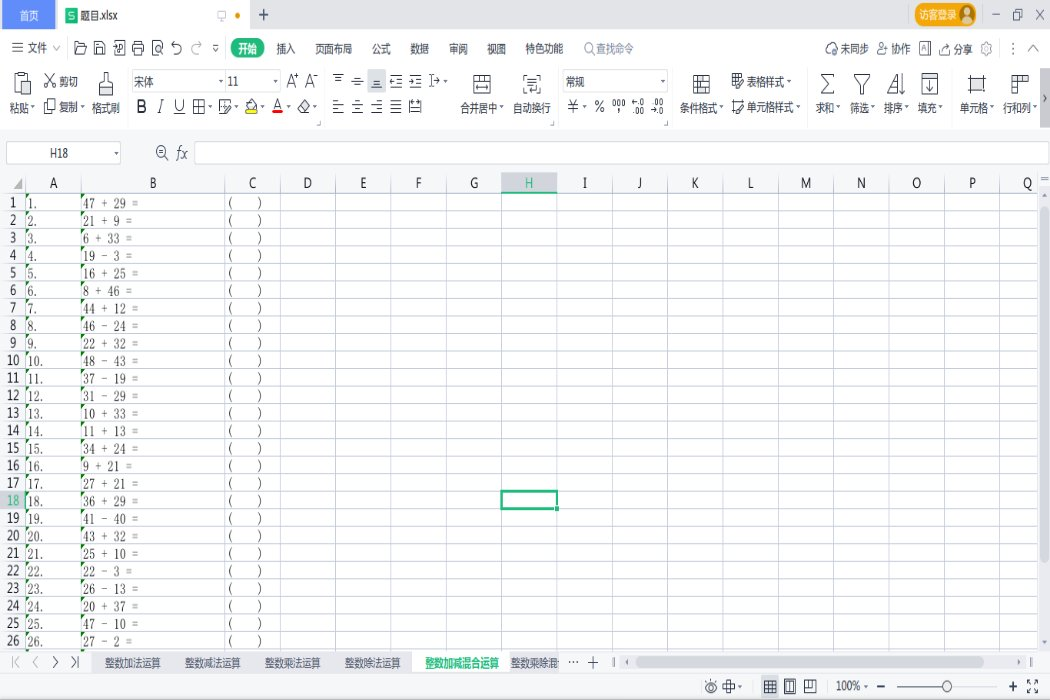 首页 题目.xlsx 访客登录
文件 开始 插入 页面布局 公式 数据 审阅 视图 特色功能 查找命令 未同步 协作 分享
剪切 宋体 11 常规 表格样式
粘贴 复制 格式刷 B I U A 合并居中 自动换行 ¥ % 000 条件格式 单元格样式 求和 筛选 排序 填充 单元格 行和列
H18 fx
A B C D E F G H I J K L M N O P Q
1 1. 47 + 29 = ( )
2 2. 21 + 9 = ( )
3 3. 6 + 33 = ( )
4 4. 19 - 3 = ( )
5 5. 16 + 25 = ( )
6 6. 8 + 46 = ( )
7 7. 44 + 12 = ( )
8 8. 46 - 24 = ( )
9 9. 22 + 32 = ( )
10 10. 48 - 43 = ( )
11 11. 37 - 19 = ( )
12 12. 31 - 29 = ( )
13 13. 10 + 33 = ( )
14 14. 11 + 13 = ( )
15 15. 34 + 24 = ( )
16 16. 9 + 21 = ( )
17 17. 27 + 21 = ( )
18 18. 36 + 29 = ( )
19 19. 41 - 40 = ( )
20 20. 43 + 32 = ( )
21 21. 25 + 10 = ( )
22 22. 22 - 3 = ( )
23 23. 26 - 13 = ( )
24 24. 20 + 37 = ( )
25 25. 47 - 10 = ( )
26 26. 27 - 2 = ( )
整数加法运算 整数减法运算 整数乘法运算 整数除法运算 整数加减混合运算 整数乘除混 ···
100%